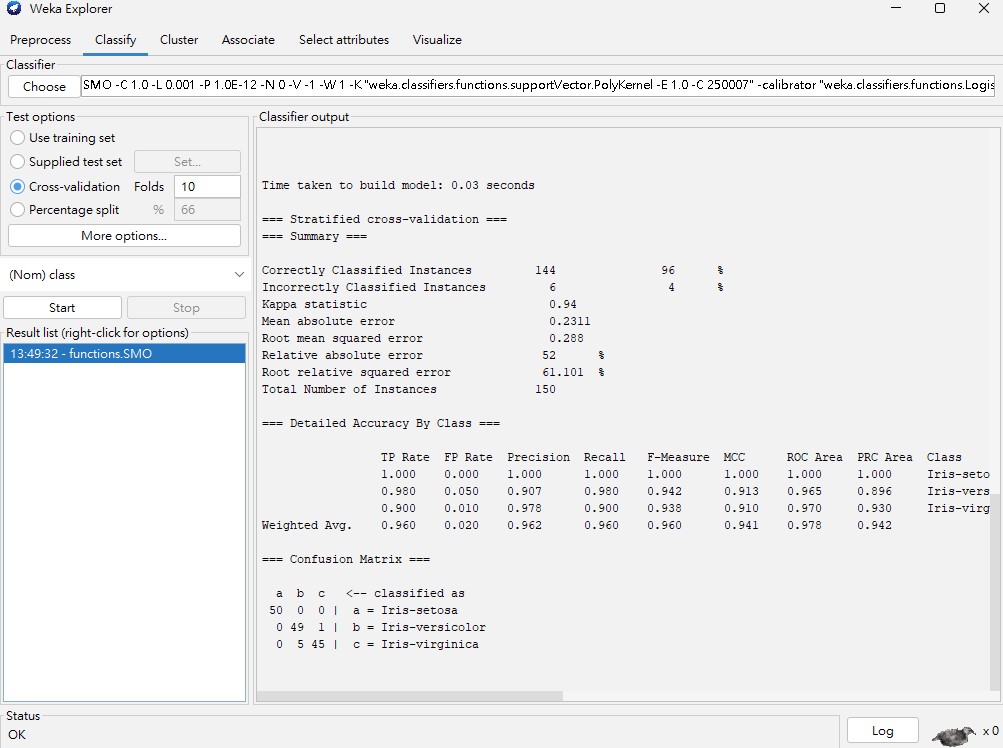 Weka Explorer
Preprocess Classify Cluster Associate Select attributes Visualize
Classifier
Choose SMO -C 1.0 -L 0.001 -P 1.0E-12 -N 0 -V -1 -W 1 -K "weka.classifiers.functions.supportVector.PolyKernel -E 1.0 -C 250007" -calibrator "weka.classifiers.functions.Logis
Test options
Use training set
Supplied test set Set...
Cross-validation Folds 10
Percentage split % 66
More options...
(Nom) class
Start Stop
Result list (right-click for options)
13:49:32 - functions.SMO
Classifier output
Time taken to build model: 0.03 seconds
=== Stratified cross-validation ===
=== Summary ===
Correctly Classified Instances 144 96 %
Incorrectly Classified Instances 6 4 %
Kappa statistic 0.94
Mean absolute error 0.2311
Root mean squared error 0.288
Relative absolute error 52 %
Root relative squared error 61.101 %
Total Number of Instances 150
=== Detailed Accuracy By Class ===
TP Rate FP Rate Precision Recall F-Measure MCC ROC Area PRC Area Class
1.000 0.000 1.000 1.000 1.000 1.000 1.000 1.000 Iris-seto
0.980 0.050 0.907 0.980 0.942 0.913 0.965 0.896 Iris-vers
0.900 0.010 0.978 0.900 0.938 0.910 0.970 0.930 Iris-virg
Weighted Avg. 0.960 0.020 0.962 0.960 0.960 0.941 0.978 0.942
=== Confusion Matrix ===
a b c <-- classified as
50 0 0 | a = Iris-setosa
0 49 1 | b = Iris-versicolor
0 5 45 | c = Iris-virginica
Status
OK
Log x 0